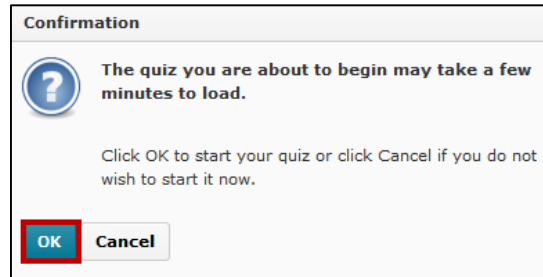 Confirmation
The quiz you are about to begin may take a few
minutes to load.
Click OK to start your quiz or click Cancel if you do not
wish to start it now.
OK Cancel